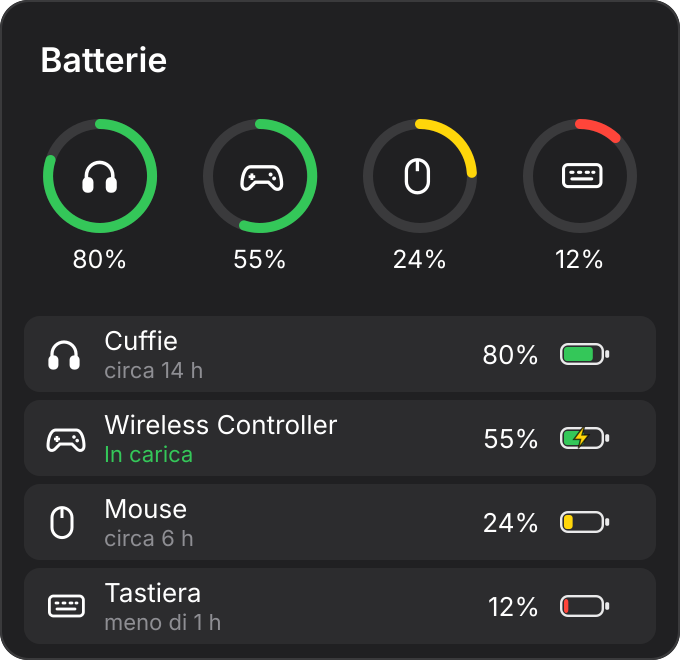 Batterie
80%
55%
24%
12%
Cuffie
circa 14 h
80%
Wireless Controller
In carica
55%
Mouse
circa 6 h
24%
Tastiera
meno di 1 h
12%